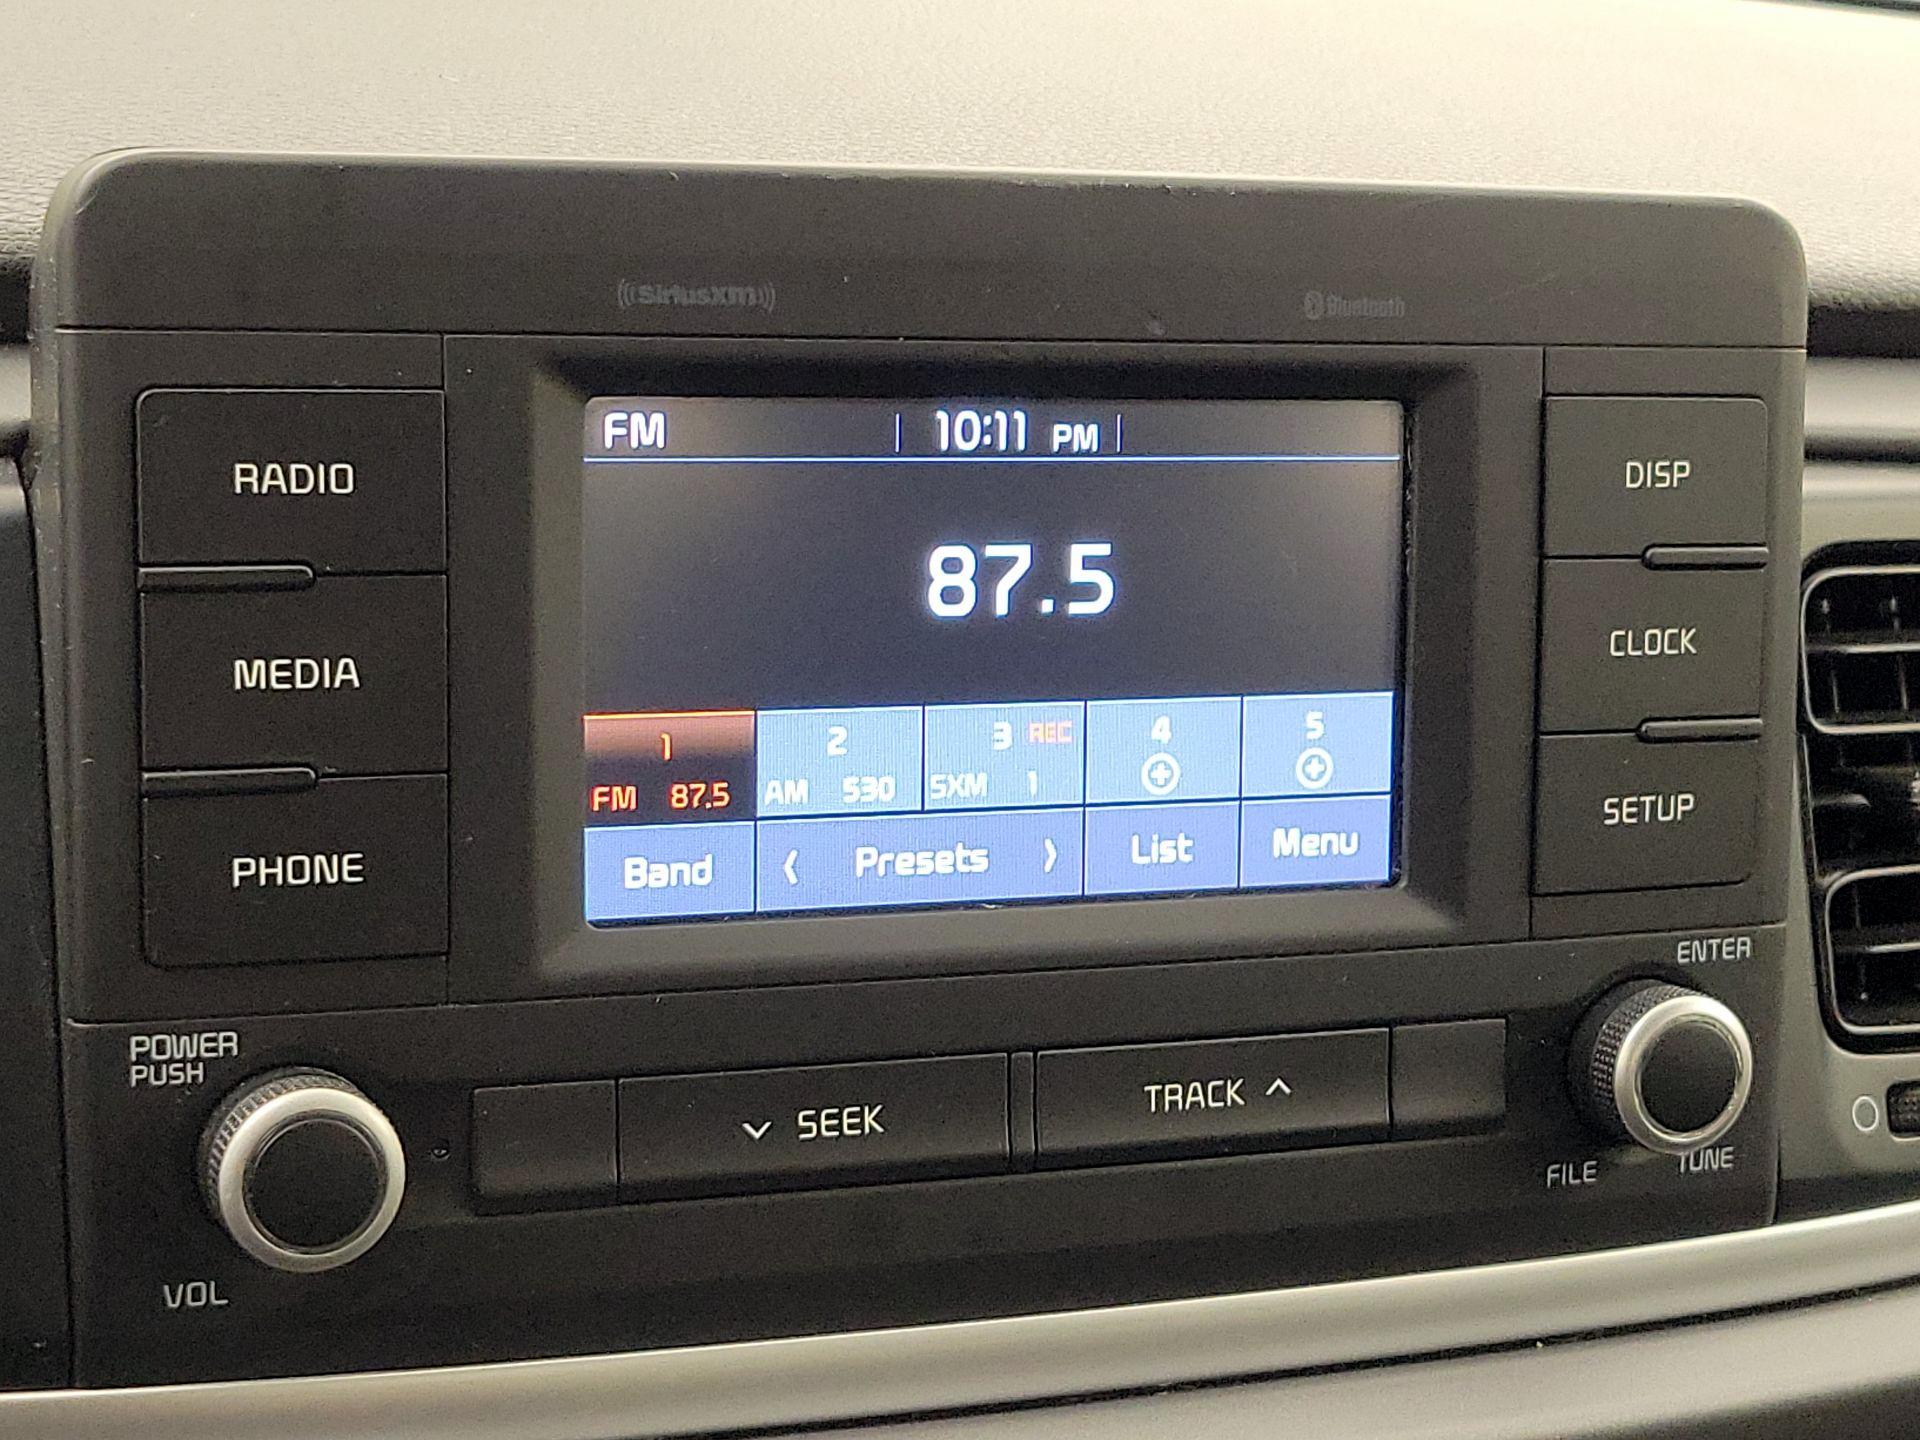 ((SiriusXM))
Bluetooth
RADIO
MEDIA
PHONE
FM
10:11 PM
87.5
1
FM 87.5
2
AM 530
3 REC
SXM 1
4
5
Band
Presets
List
Menu
DISP
CLOCK
SETUP
POWER
PUSH
VOL
SEEK
TRACK
ENTER
FILE
TUNE